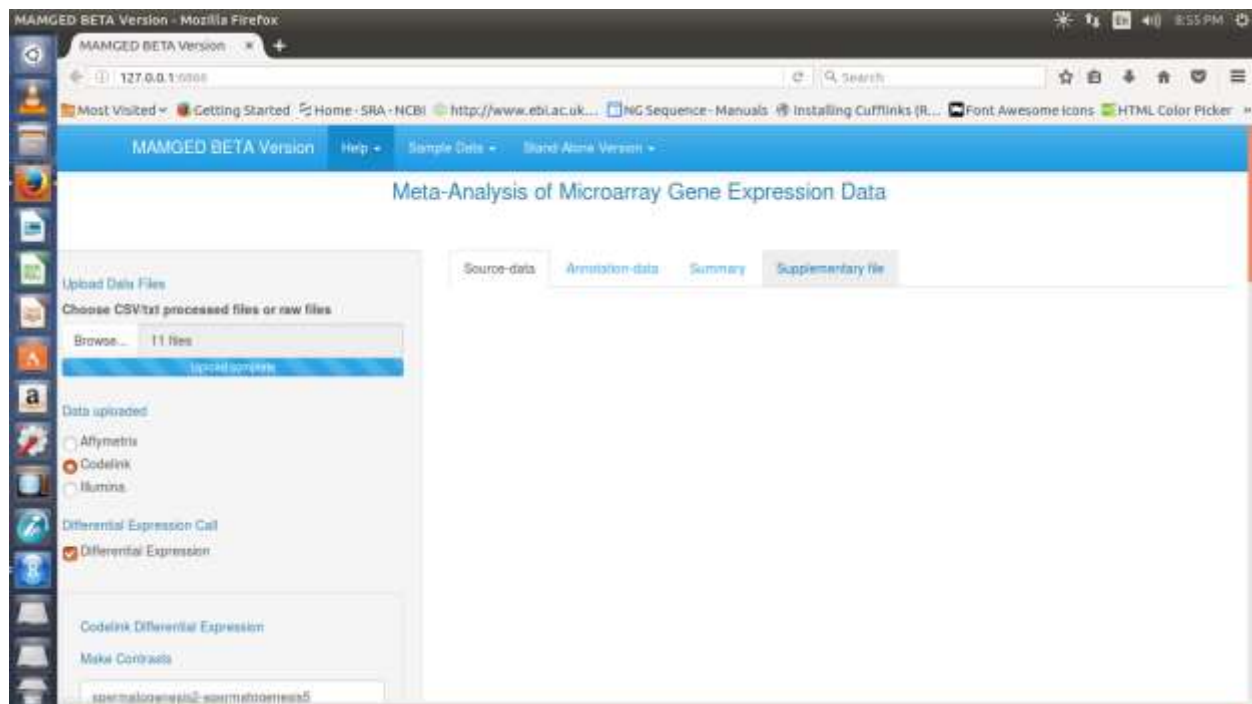 MAMGED BETA Version - Mozilla Firefox
En 8:55 PM
MAMGED BETA Version × +
127.0.0.1 Search
Most Visited Getting Started Home - SRA - NCBI http://www.ebi.ac.uk... NG Sequence - Manuals Installing Cufflinks (R... Font Awesome Icons HTML Color Picker »
MAMGED BETA Version Help Sample Data Stand Alone Version
Meta-Analysis of Microarray Gene Expression Data
Source-data Annotation-data Summary Supplementary file
Upload Data Files
Choose CSV/txt processed files or raw files
Browse... 11 files
Upload complete
Data uploaded
Affymetrix
Codelink
Illumina
Differential Expression Call
Differential Expression
Codelink Differential Expression
Make Contrasts
spermatogenesis2-spermatogenesis5